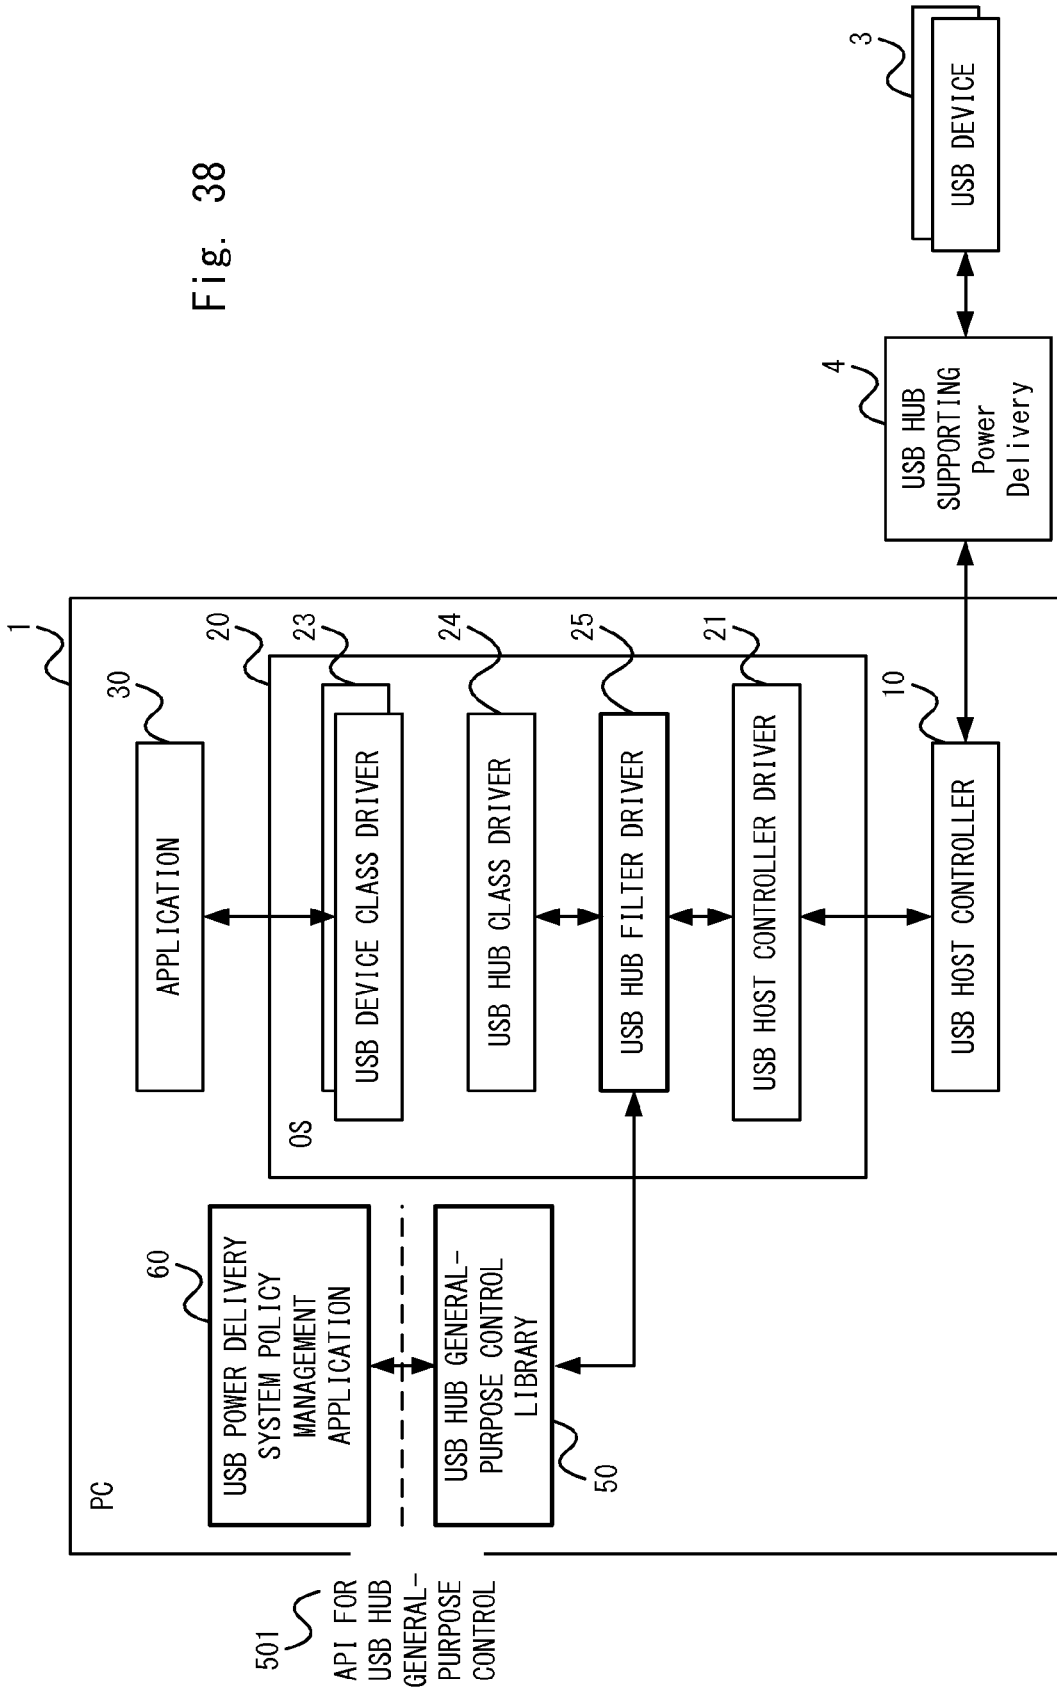 Fig. 38
1
PC
30
APPLICATION
60
USB POWER DELIVERY
SYSTEM POLICY
MANAGEMENT
APPLICATION
20
OS
23
USB DEVICE CLASS DRIVER
501
API FOR
USB HUB
GENERAL-
PURPOSE
CONTROL
USB HUB GENERAL-
PURPOSE CONTROL
LIBRARY
50
24
USB HUB CLASS DRIVER
25
USB HUB FILTER DRIVER
21
USB HOST CONTROLLER DRIVER
10
USB HOST CONTROLLER
4
USB HUB
SUPPORTING
Power
Delivery
3
USB DEVICE